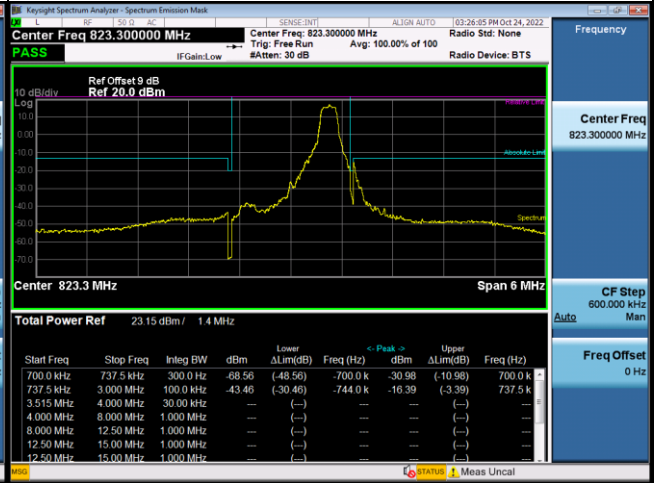 Keysight Spectrum Analyzer - Spectrum Emission Mask
L RF 50 Ω AC SENSE:INT ALIGN AUTO 03:26:05 PM Oct 24, 2022
Center Freq 823.300000 MHz
Center Freq: 823.300000 MHz
Radio Std: None
Trig: Free Run Avg: 100.00% of 100
PASS
IFGain:Low
#Atten: 30 dB
Radio Device: BTS
Ref Offset 9 dB
10 dB/div Ref 20.0 dBm
Log
Relative Limit
10.0
0.00
-10.0
Absolute Limit
-20.0
-30.0
-40.0
Spectrum
-50.0
-60.0
-70.0
Center 823.3 MHz Span 6 MHz
Total Power Ref 23.15 dBm / 1.4 MHz
Lower <- Peak -> Upper
Start Freq Stop Freq Integ BW dBm ΔLim(dB) Freq (Hz) dBm ΔLim(dB) Freq (Hz)
700.0 kHz 737.5 kHz 300.0 Hz -68.56 (-48.56) -700.0 k -30.98 (-10.98) 700.0 k
737.5 kHz 3.000 MHz 100.0 kHz -43.46 (-30.46) -744.0 k -16.39 (-3.39) 737.5 k
3.515 MHz 4.000 MHz 30.00 kHz --- (---) --- (---)
4.000 MHz 8.000 MHz 1.000 MHz --- (---) --- (---)
8.000 MHz 12.50 MHz 1.000 MHz --- (---) --- (---)
12.50 MHz 15.00 MHz 1.000 MHz --- (---) --- (---)
12.50 MHz 15.00 MHz 1.000 MHz --- (---) --- (---)
MSG STATUS Meas Uncal
Frequency
Center Freq
823.300000 MHz
CF Step
600.000 kHz
Auto Man
Freq Offset
0 Hz